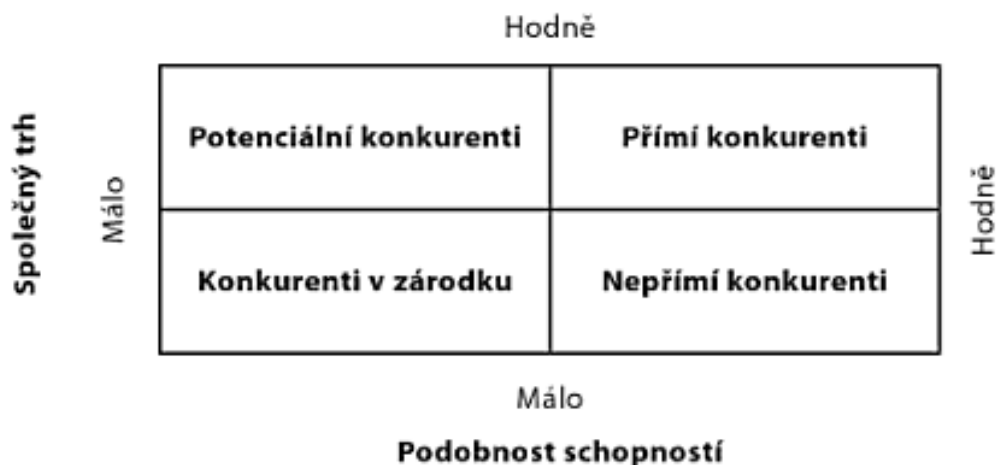 Hodně
Společný trh
Málo
Potenciální konkurenti
Přímí konkurenti
Hodně
Konkurenti v zárodku
Nepřímí konkurenti
Málo
Podobnost schopností